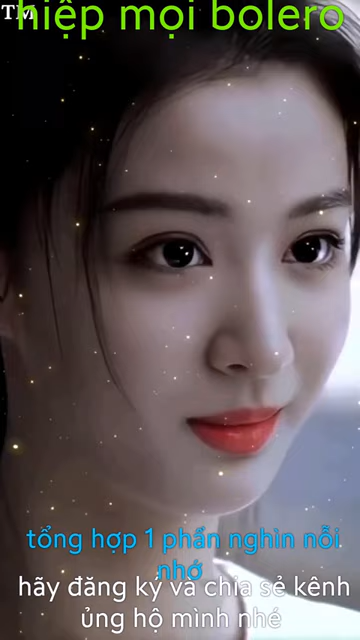 TM
hiệp mọi bolero
tổng hợp 1 phần nghìn nỗi
nhớ
hãy đăng ký và chia sẻ kênh
ủng hộ mình nhé